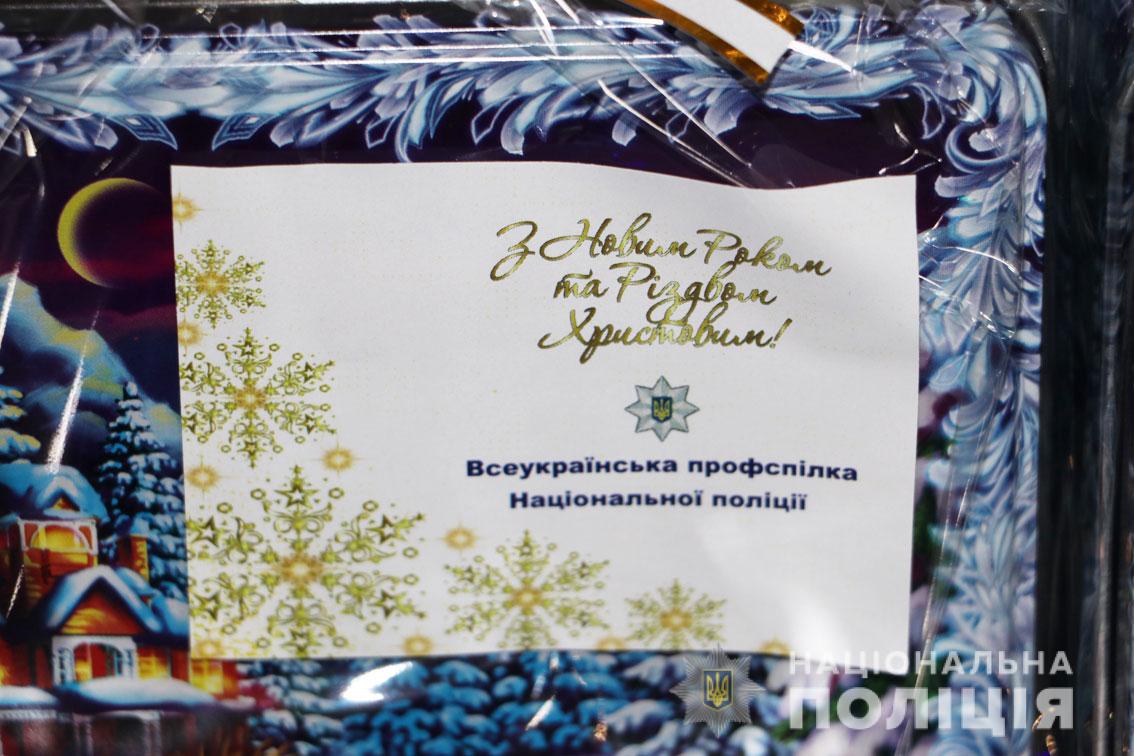 З Новим Роком
та Різдвом
Христовим!
Всеукраїнська профспілка
Національної поліції
НАЦІОНАЛЬНА
ПОЛІЦІЯ